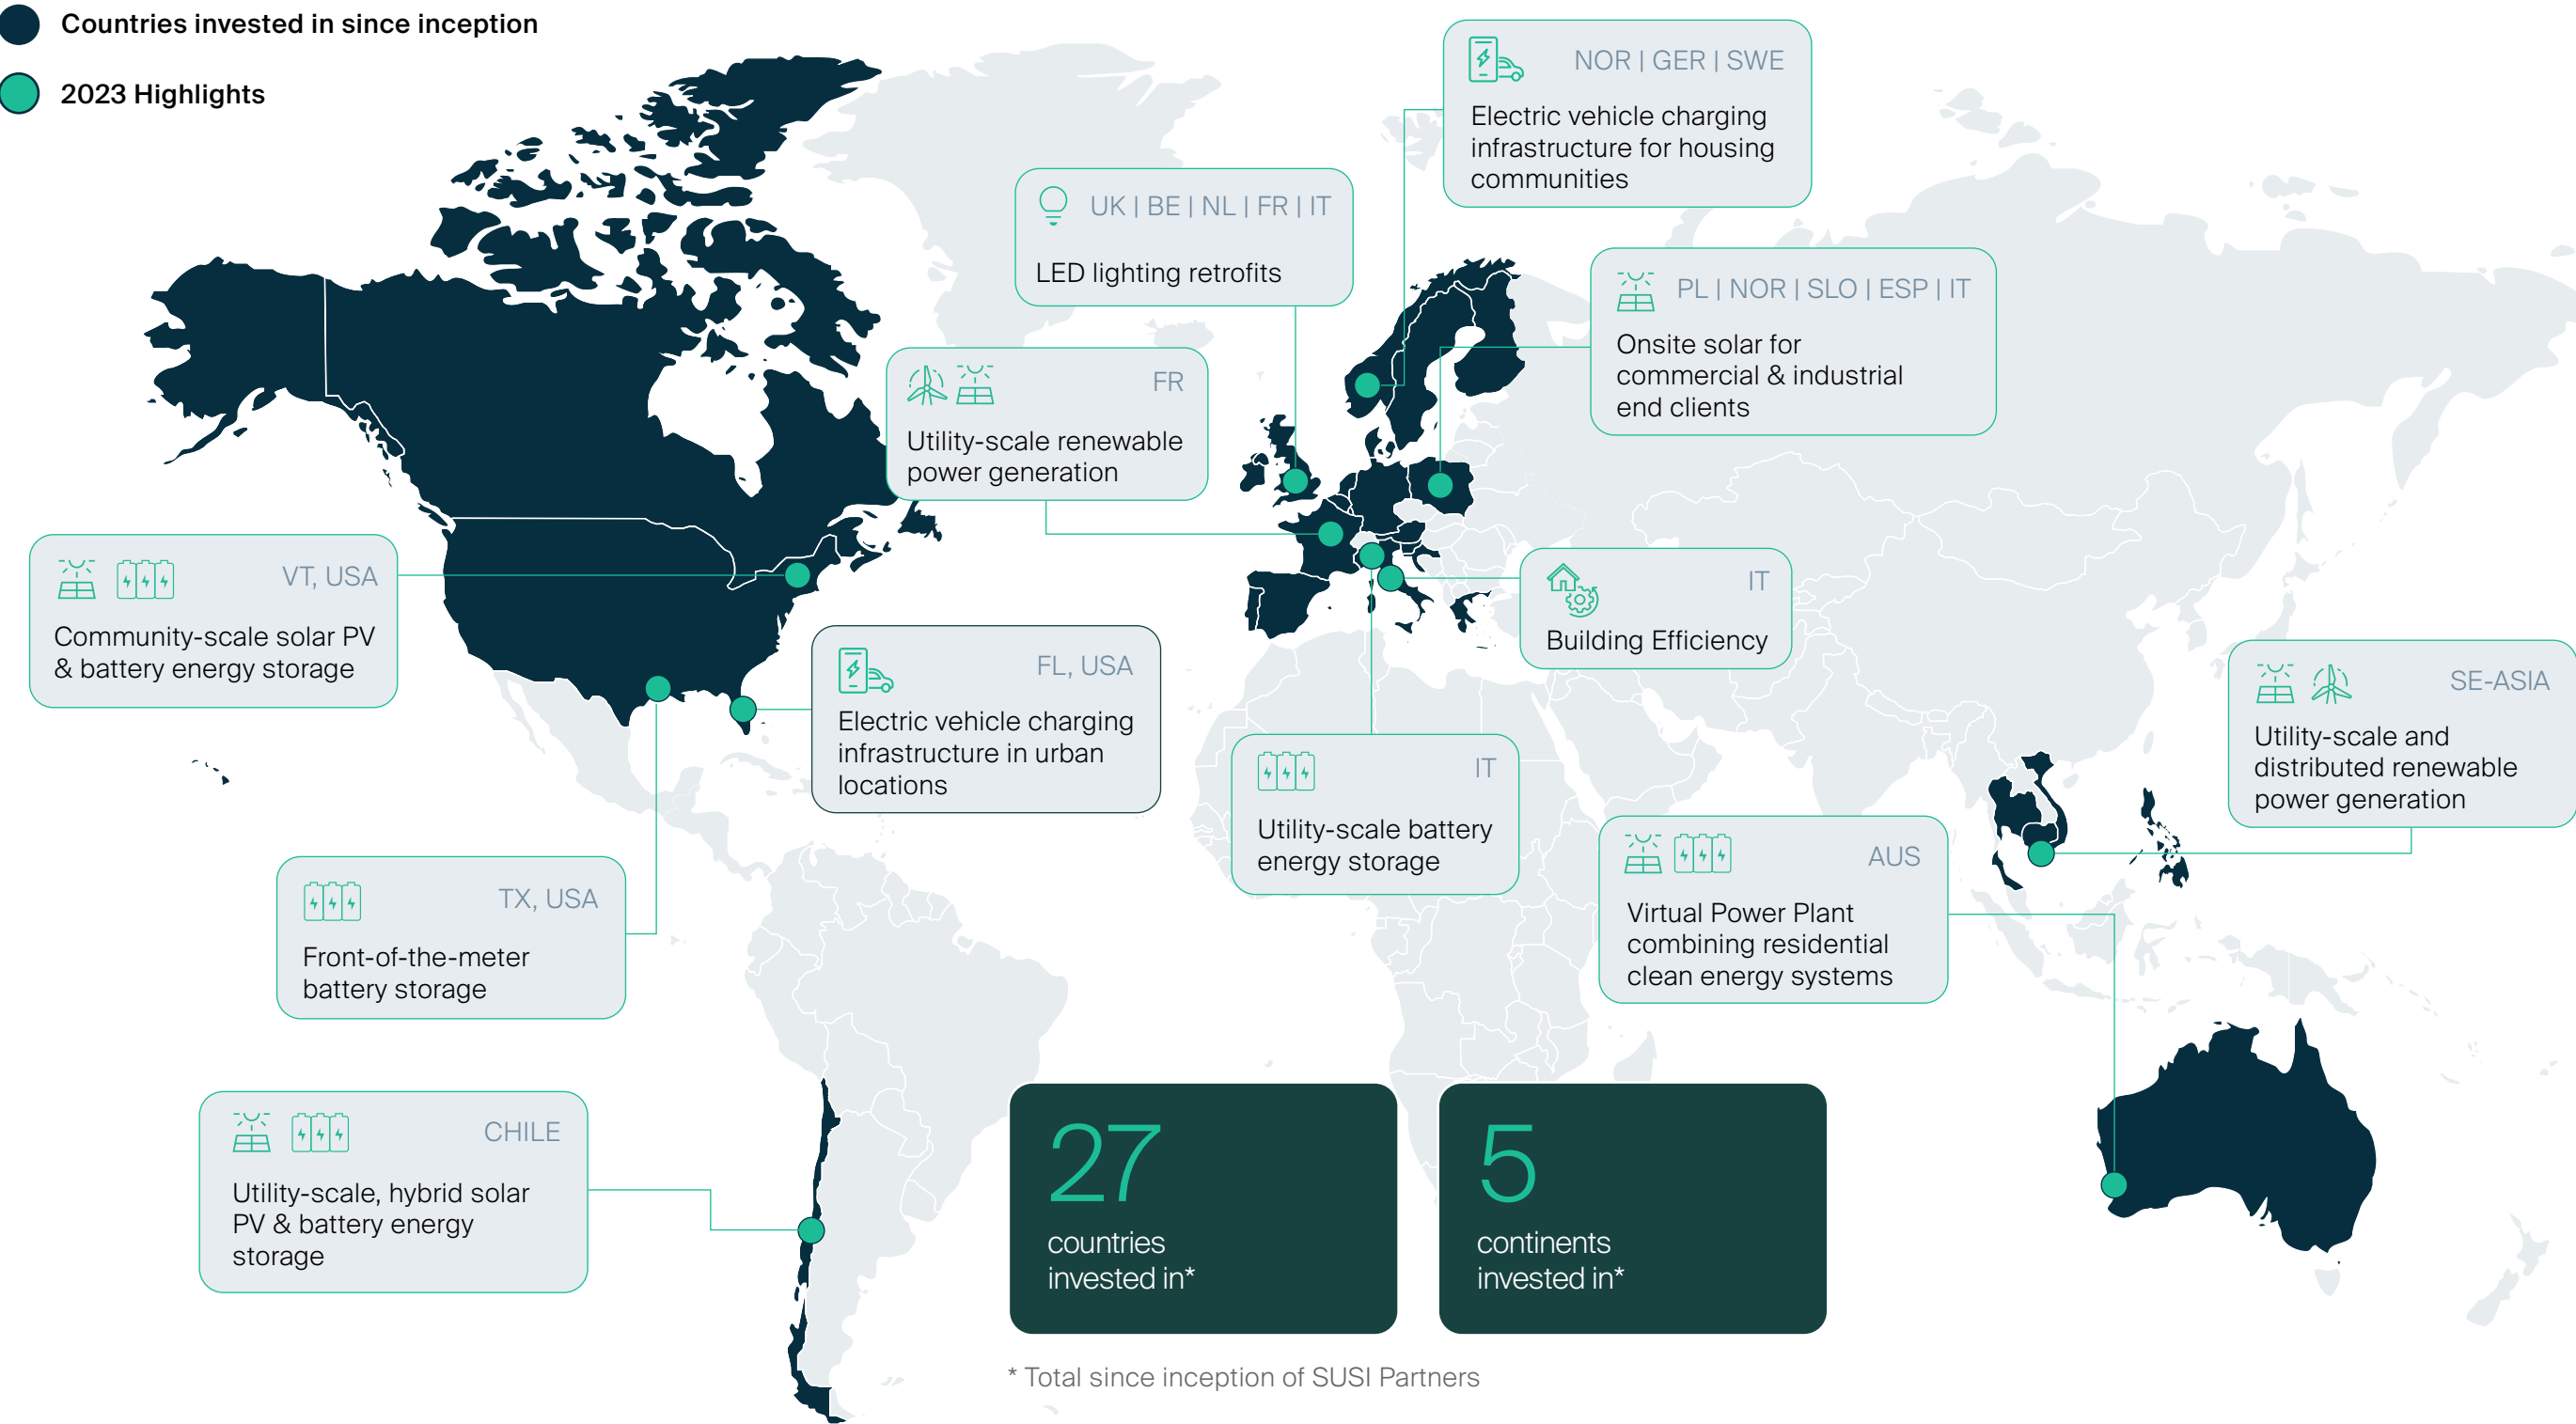 Countries invested in since inception
2023 Highlights
NOR | GER | SWE
Electric vehicle charging
infrastructure for housing
communities
UK | BE | NL | FR | IT
LED lighting retrofits
PL | NOR | SLO | ESP | IT
Onsite solar for
commercial & industrial
end clients
FR
Utility-scale renewable
power generation
VT, USA
Community-scale solar PV
& battery energy storage
IT
Building Efficiency
FL, USA
Electric vehicle charging
infrastructure in urban
locations
SE-ASIA
Utility-scale and
distributed renewable
power generation
IT
Utility-scale battery
energy storage
AUS
Virtual Power Plant
combining residential
clean energy systems
TX, USA
Front-of-the-meter
battery storage
CHILE
Utility-scale, hybrid solar
PV & battery energy
storage
27
countries
invested in*
5
continents
invested in*
* Total since inception of SUSI Partners